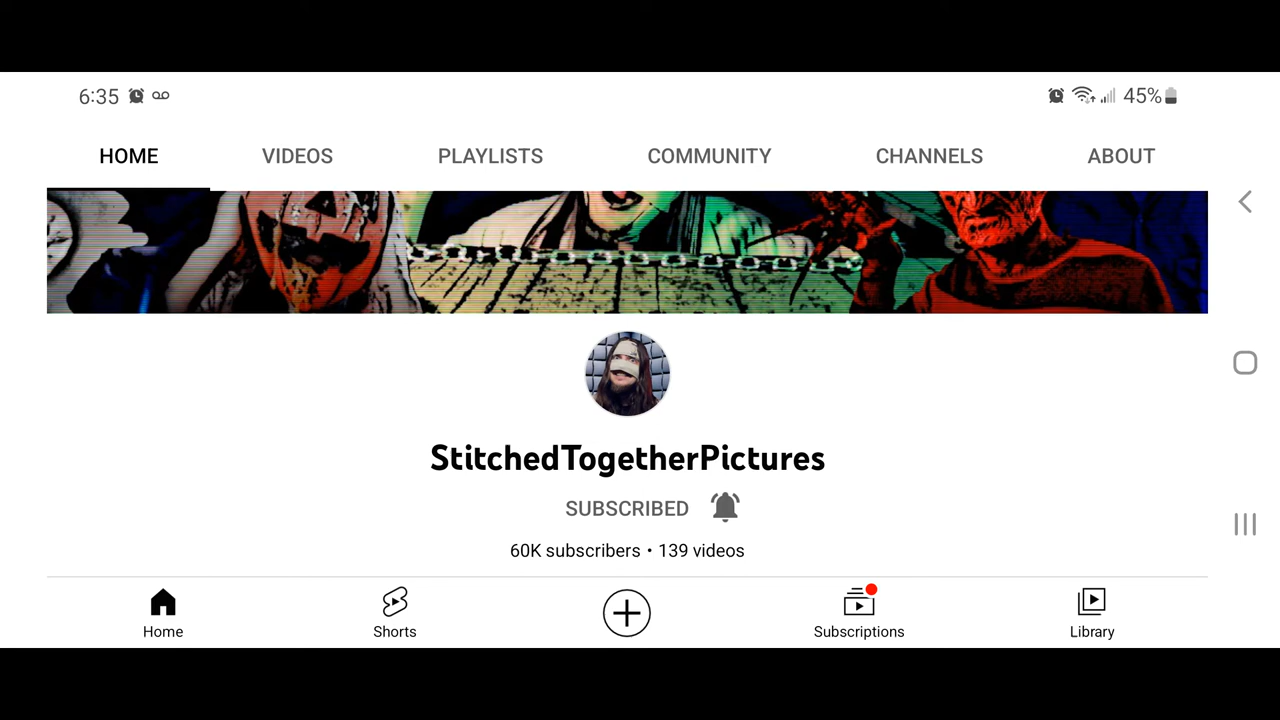 6:35 45%
HOME VIDEOS PLAYLISTS COMMUNITY CHANNELS ABOUT
StitchedTogetherPictures
SUBSCRIBED
60K subscribers • 139 videos
Home Shorts Subscriptions Library